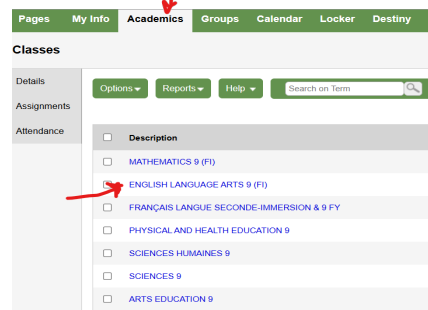 Pages My Info Academics Groups Calendar Locker Destiny
Classes
Details
Assignments
Attendance
Options Reports Help Search on Term
Description
MATHEMATICS 9 (FI)
ENGLISH LANGUAGE ARTS 9 (FI)
FRANÇAIS LANGUE SECONDE-IMMERSION & 9 FY
PHYSICAL AND HEALTH EDUCATION 9
SCIENCES HUMAINES 9
SCIENCES 9
ARTS EDUCATION 9